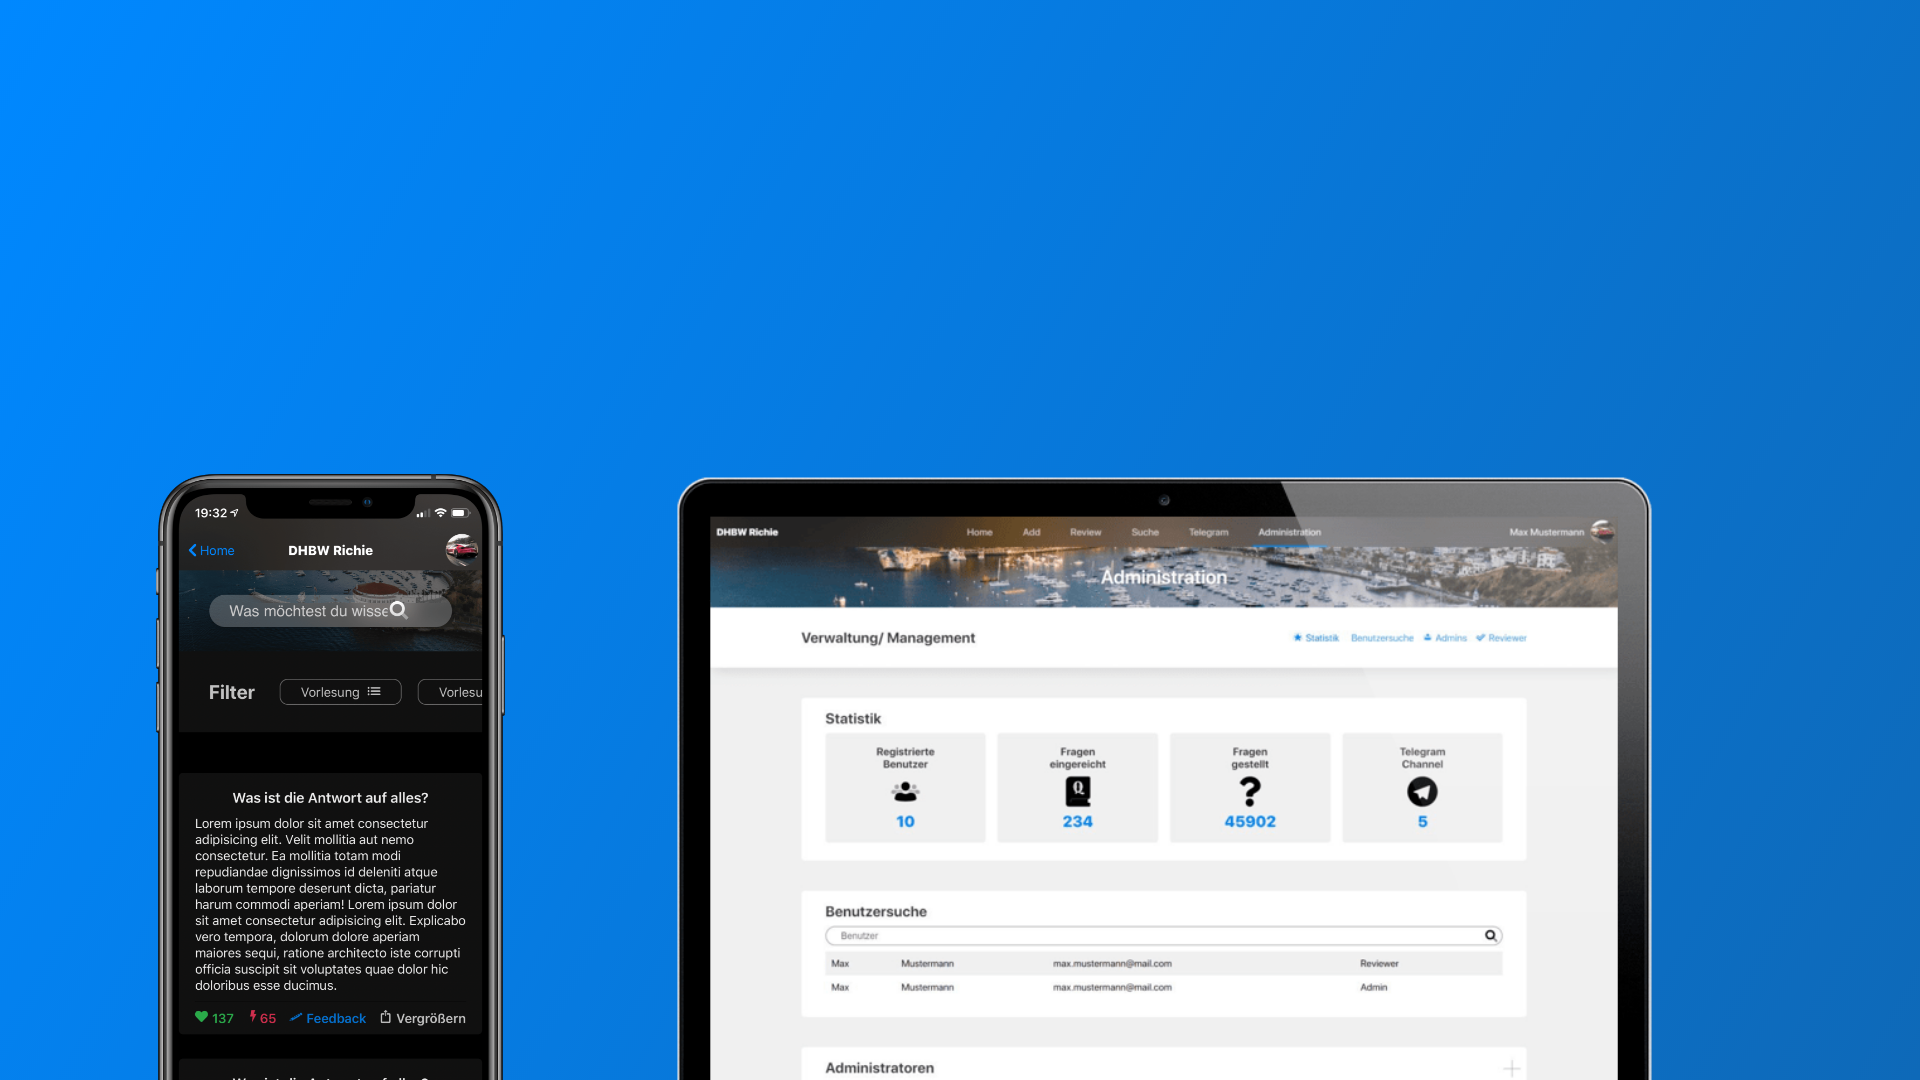 19:32
Home
DHBW Richie
Was möchtest du wisse
Filter
Vorlesung
Vorlesu
Was ist die Antwort auf alles?
Lorem ipsum dolor sit amet consectetur
adipisicing elit. Velit mollitia aut nemo
consectetur. Ea mollitia totam modi
repudiandae dignissimos id deleniti atque
laborum tempore deserunt dicta, pariatur
harum commodi aperiam! Lorem ipsum dolor
sit amet consectetur adipisicing elit. Explicabo
vero tempora, dolorum dolore aperiam
maiores sequi, ratione architecto iste corrupti
officia suscipit sit voluptates quae dolor hic
doloribus esse ducimus.
137 65 Feedback Vergrößern
DHBW Richie Home Add Review Suche Telegram Administration Max Mustermann
Administration
Verwaltung/ Management Statistik Benutzersuche Admins Reviewer
Statistik
Registrierte
Benutzer
10
Fragen
eingereicht
Q
234
Fragen
gestellt
?
45902
Telegram
Channel
5
Benutzersuche
Benutzer
Max Mustermann max.mustermann@mail.com Reviewer
Max Mustermann max.mustermann@mail.com Admin
Administratoren